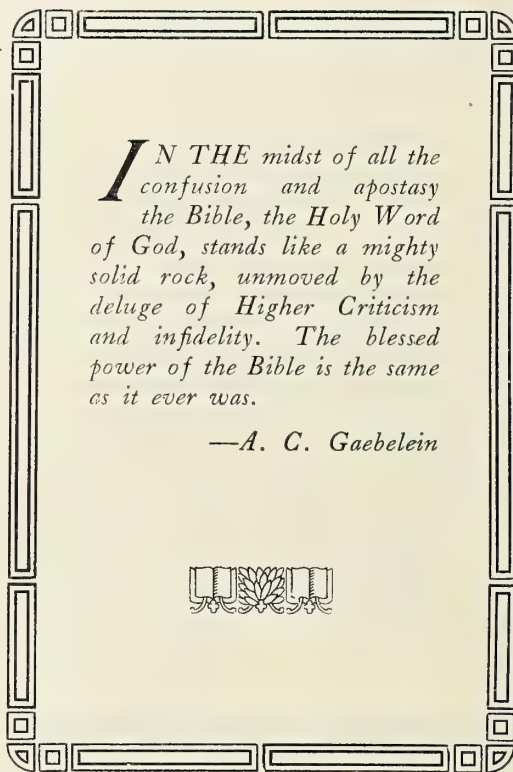 IN THE midst of all the
confusion and apostasy
the Bible, the Holy Word
of God, stands like a mighty
solid rock, unmoved by the
deluge of Higher Criticism
and infidelity. The blessed
power of the Bible is the same
as it ever was.
—A. C. Gaebelein